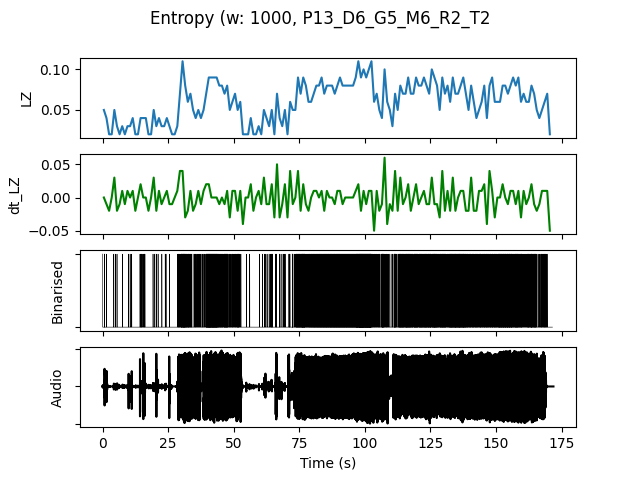 Entropy (w: 1000, P13_D6_G5_M6_R2_T2
0.10
0.05
LZ
0.05
0.00
−0.05
dt_LZ
Binarised
Audio
0 25 50 75 100 125 150 175
Time (s)